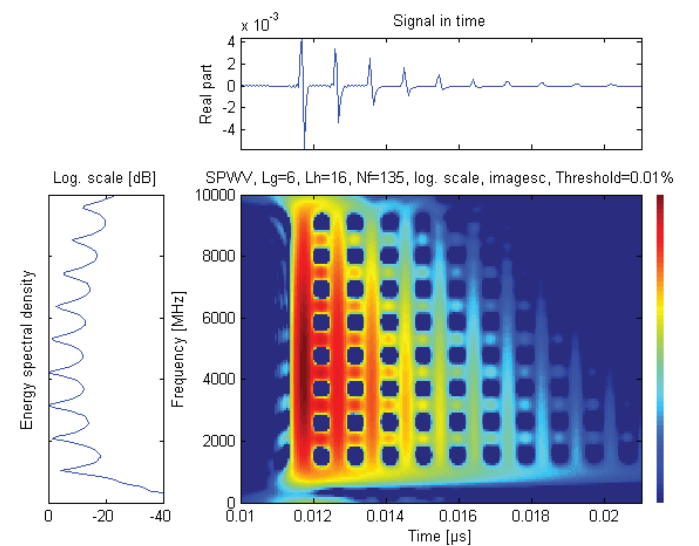 x 10-3
Signal in time
4
2
0
-2
-4
Real part
Log. scale [dB]
SPWV, Lg=6, Lh=16, Nf=135, log. scale, imagesc, Threshold=0.01%
Energy spectral density
0 -20 -40
Frequency [MHz]
10000
8000
6000
4000
2000
0
0.01 0.012 0.014 0.016 0.018 0.02
Time [µs]